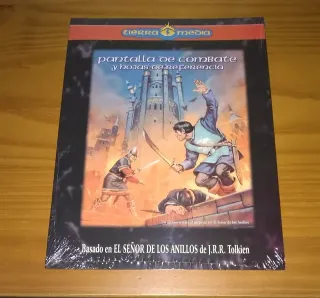 tierra media
pantalla de combate
y hojas de referencia
Basado en EL SEÑOR DE LOS ANILLOS de J.R.R. Tolkien